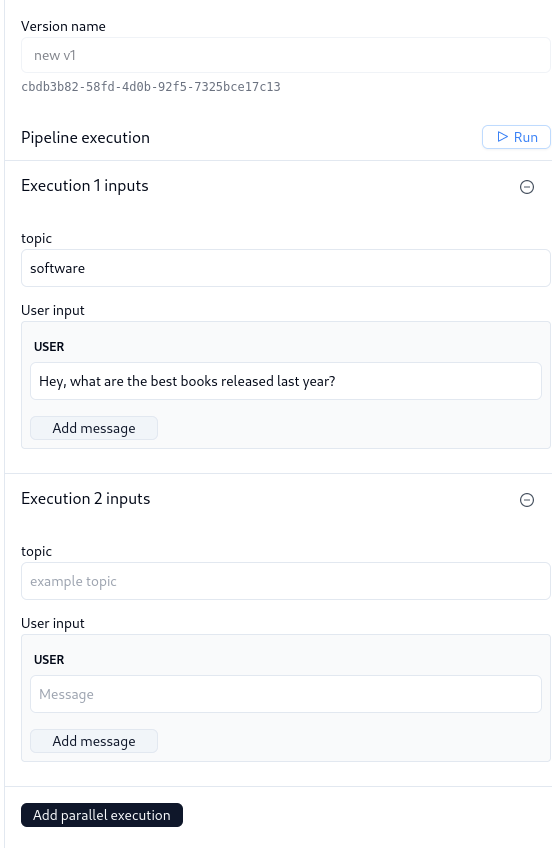 Version name
new v1
cbdb3b82-58fd-4d0b-92f5-7325bce17c13
Pipeline execution
Run
Execution 1 inputs
topic
software
User input
USER
Hey, what are the best books released last year?
Add message
Execution 2 inputs
topic
example topic
User input
USER
Message
Add message
Add parallel execution